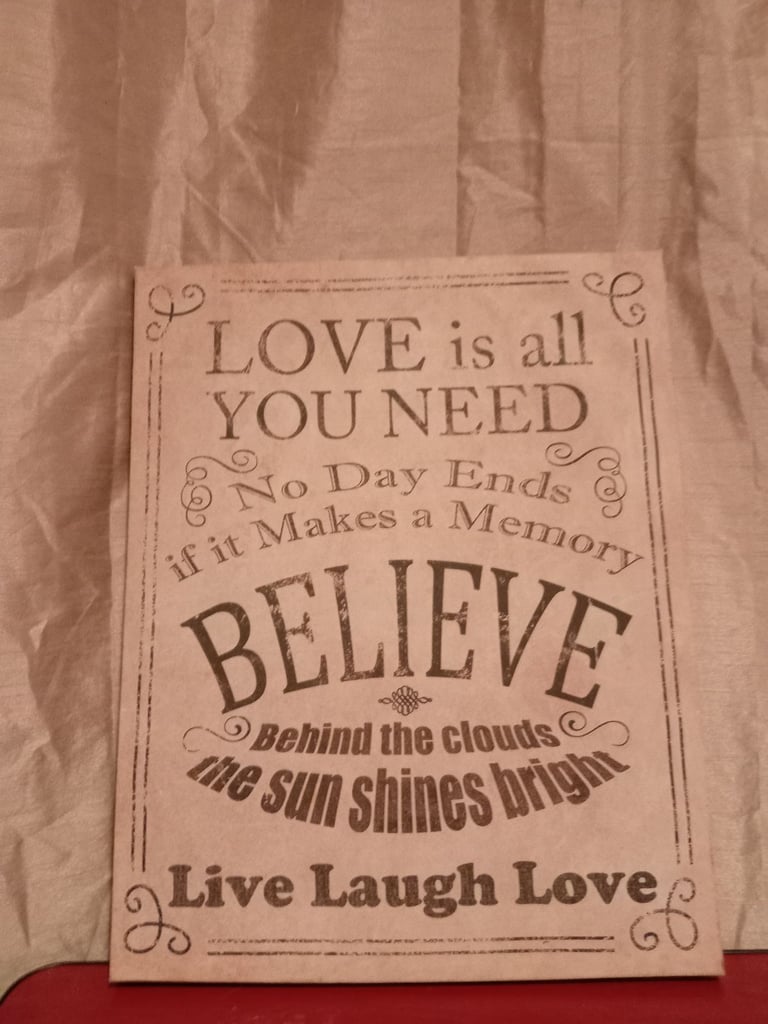 LOVE is all
YOU NEED
No Day Ends
if it Makes a Memory
BELIEVE
Behind the clouds
the sun shines bright
Live Laugh Love